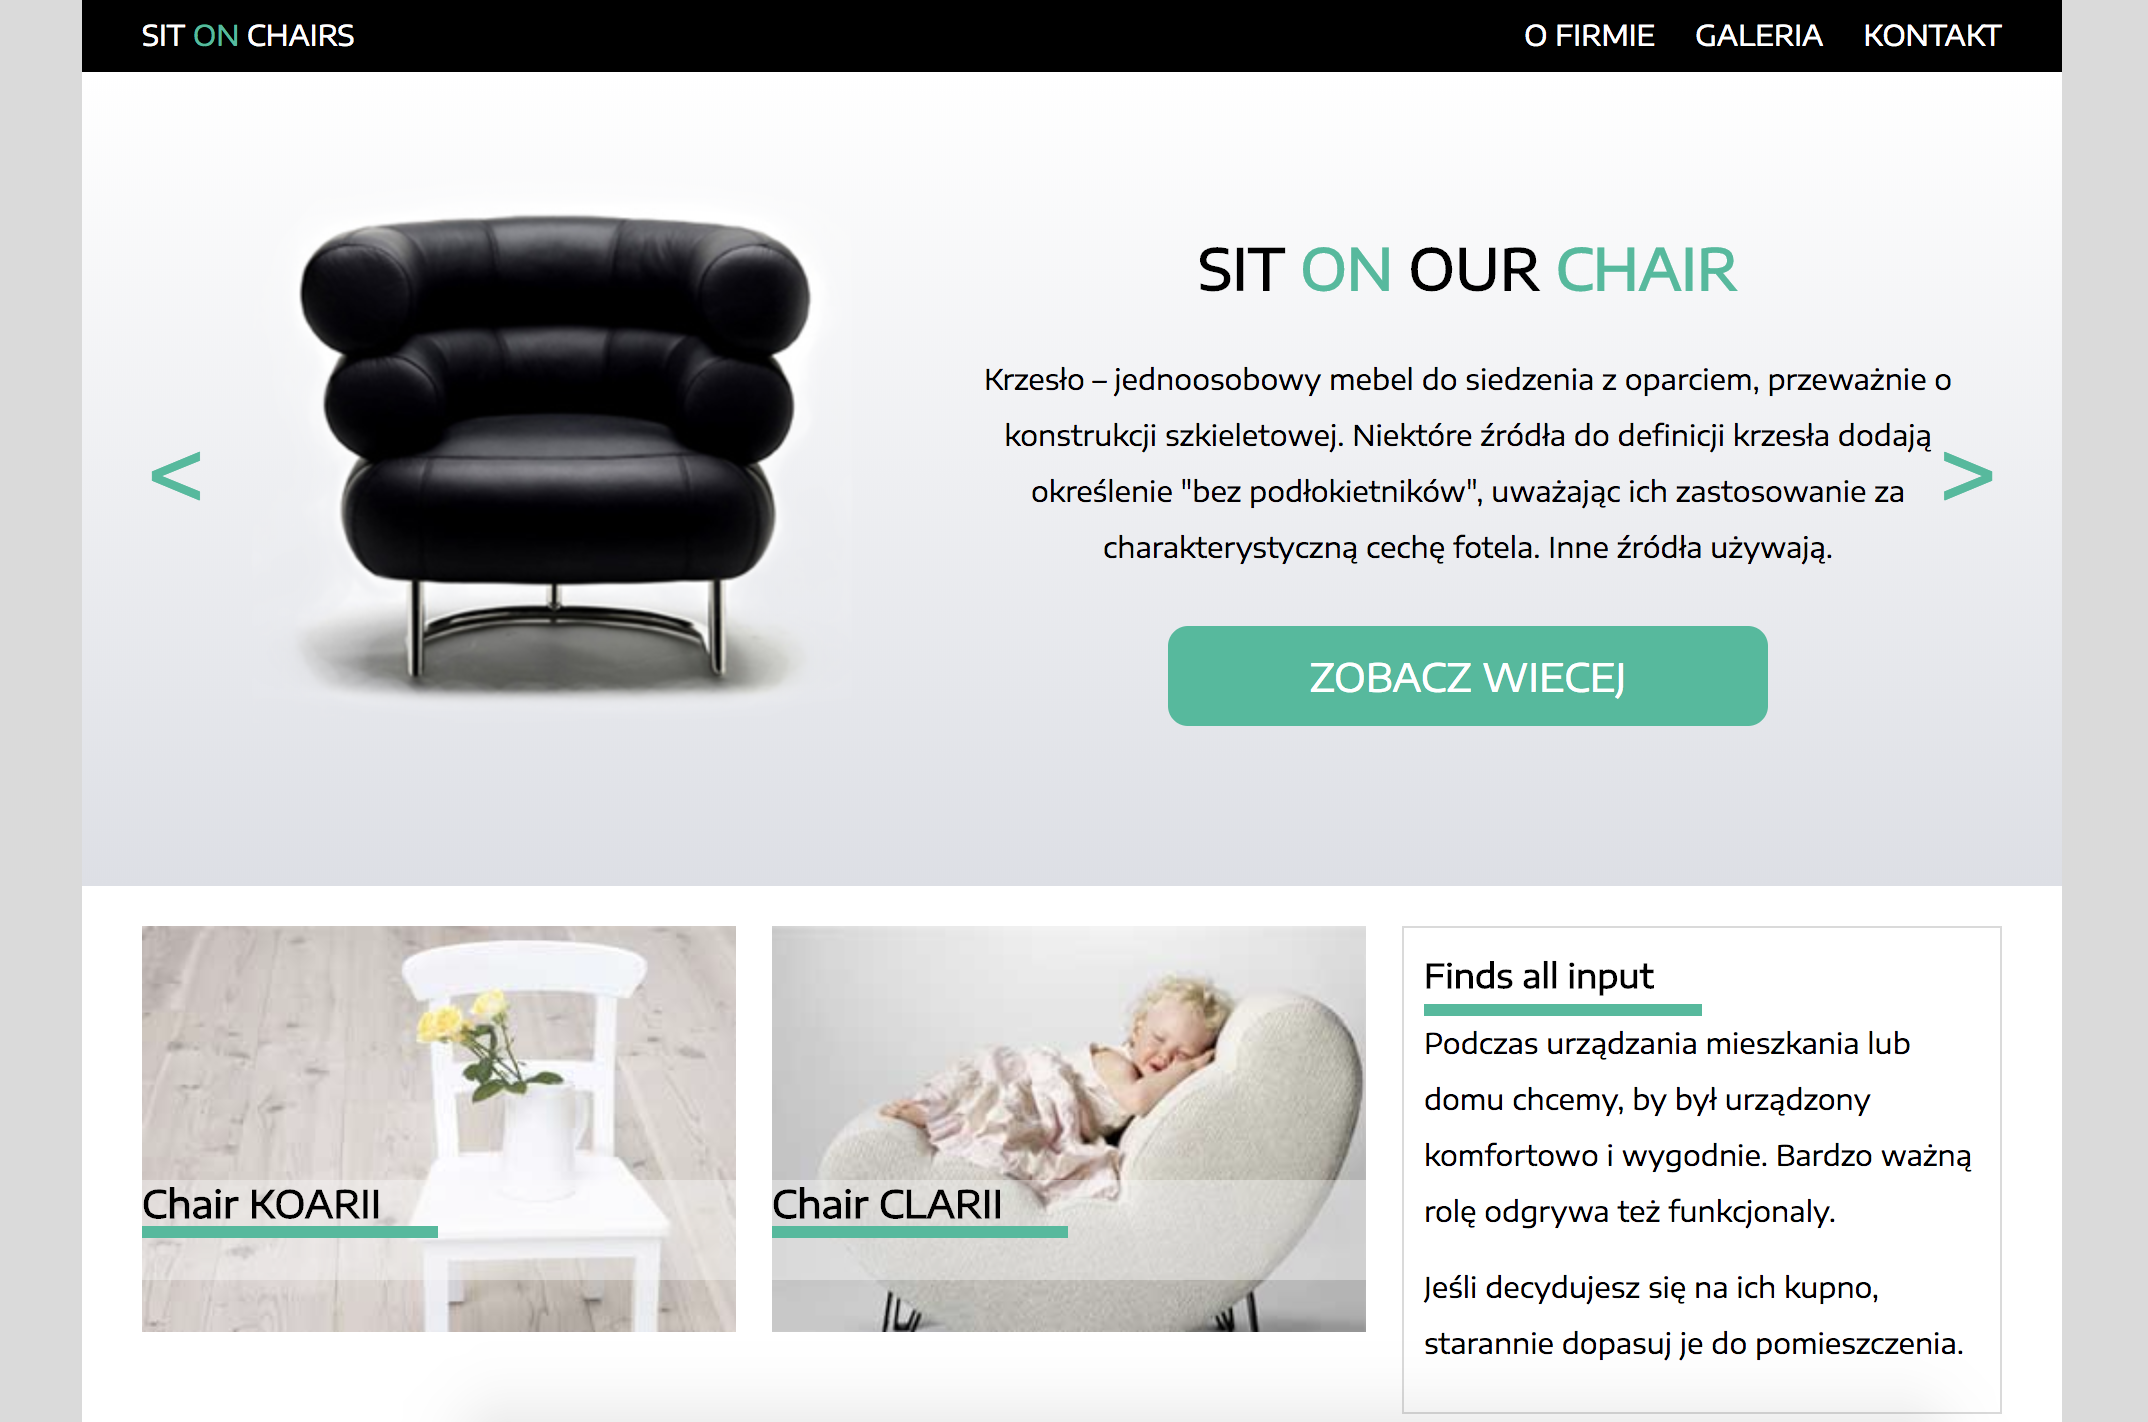 SIT ON CHAIRS
O FIRMIE GALERIA KONTAKT
SIT ON OUR CHAIR
Krzesło – jednoosobowy mebel do siedzenia z oparciem, przeważnie o
konstrukcji szkieletowej. Niektóre źródła do definicji krzesła dodają
określenie "bez podłokietników", uważając ich zastosowanie za
charakterystyczną cechę fotela. Inne źródła używają.
< >
ZOBACZ WIECEJ
Chair KOARII
Chair CLARII
Finds all input
Podczas urządzania mieszkania lub
domu chcemy, by był urządzony
komfortowo i wygodnie. Bardzo ważną
rolę odgrywa też funkcjonaly.
Jeśli decydujesz się na ich kupno,
starannie dopasuj je do pomieszczenia.